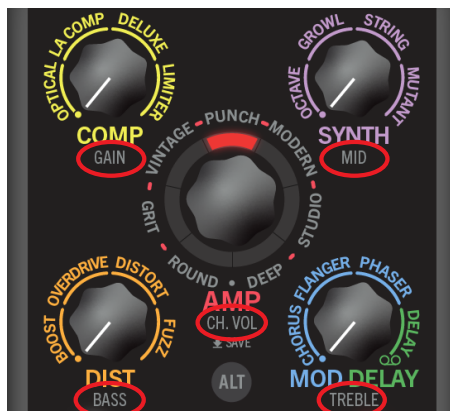 OPTICAL LA COMP DELUXE LIMITER
COMP
GAIN
OCTAVE GROWL STRING MUTANT
SYNTH
MID
GRIT VINTAGE PUNCH MODERN STUDIO
ROUND DEEP
AMP
CH. VOL
SAVE
ALT
BOOST OVERDRIVE DISTORT FUZZ
DIST
BASS
CHORUS FLANGER PHASER DELAY
MOD DELAY
TREBLE